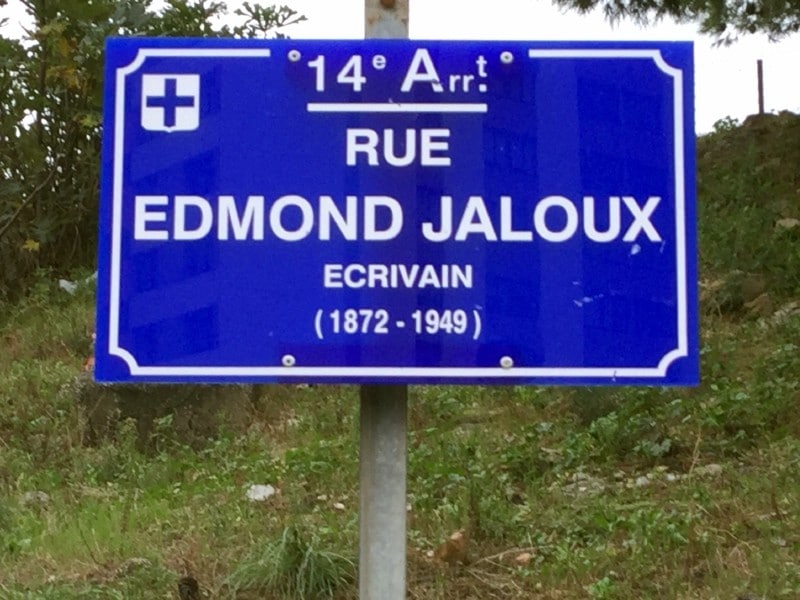 14e Arrt.
RUE
EDMOND JALOUX
ECRIVAIN
(1872 - 1949)